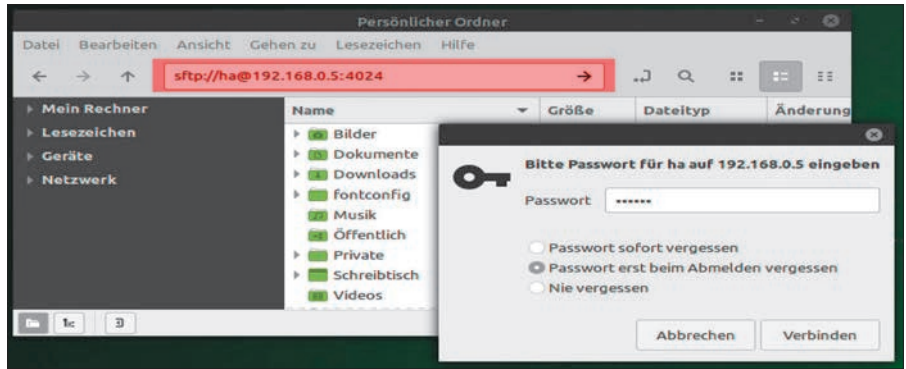 Persönlicher Ordner
Datei Bearbeiten Ansicht Gehen zu Lesezeichen Hilfe
sftp://ha@192.168.0.5:4024
Mein Rechner
Lesezeichen
Geräte
Netzwerk
Name Größe Dateityp Änderung
Bilder
Dokumente
Downloads
fontconfig
Musik
Öffentlich
Private
Schreibtisch
Videos
Bitte Passwort für ha auf 192.168.0.5 eingeben
Passwort ••••••
Passwort sofort vergessen
Passwort erst beim Abmelden vergessen
Nie vergessen
Abbrechen Verbinden